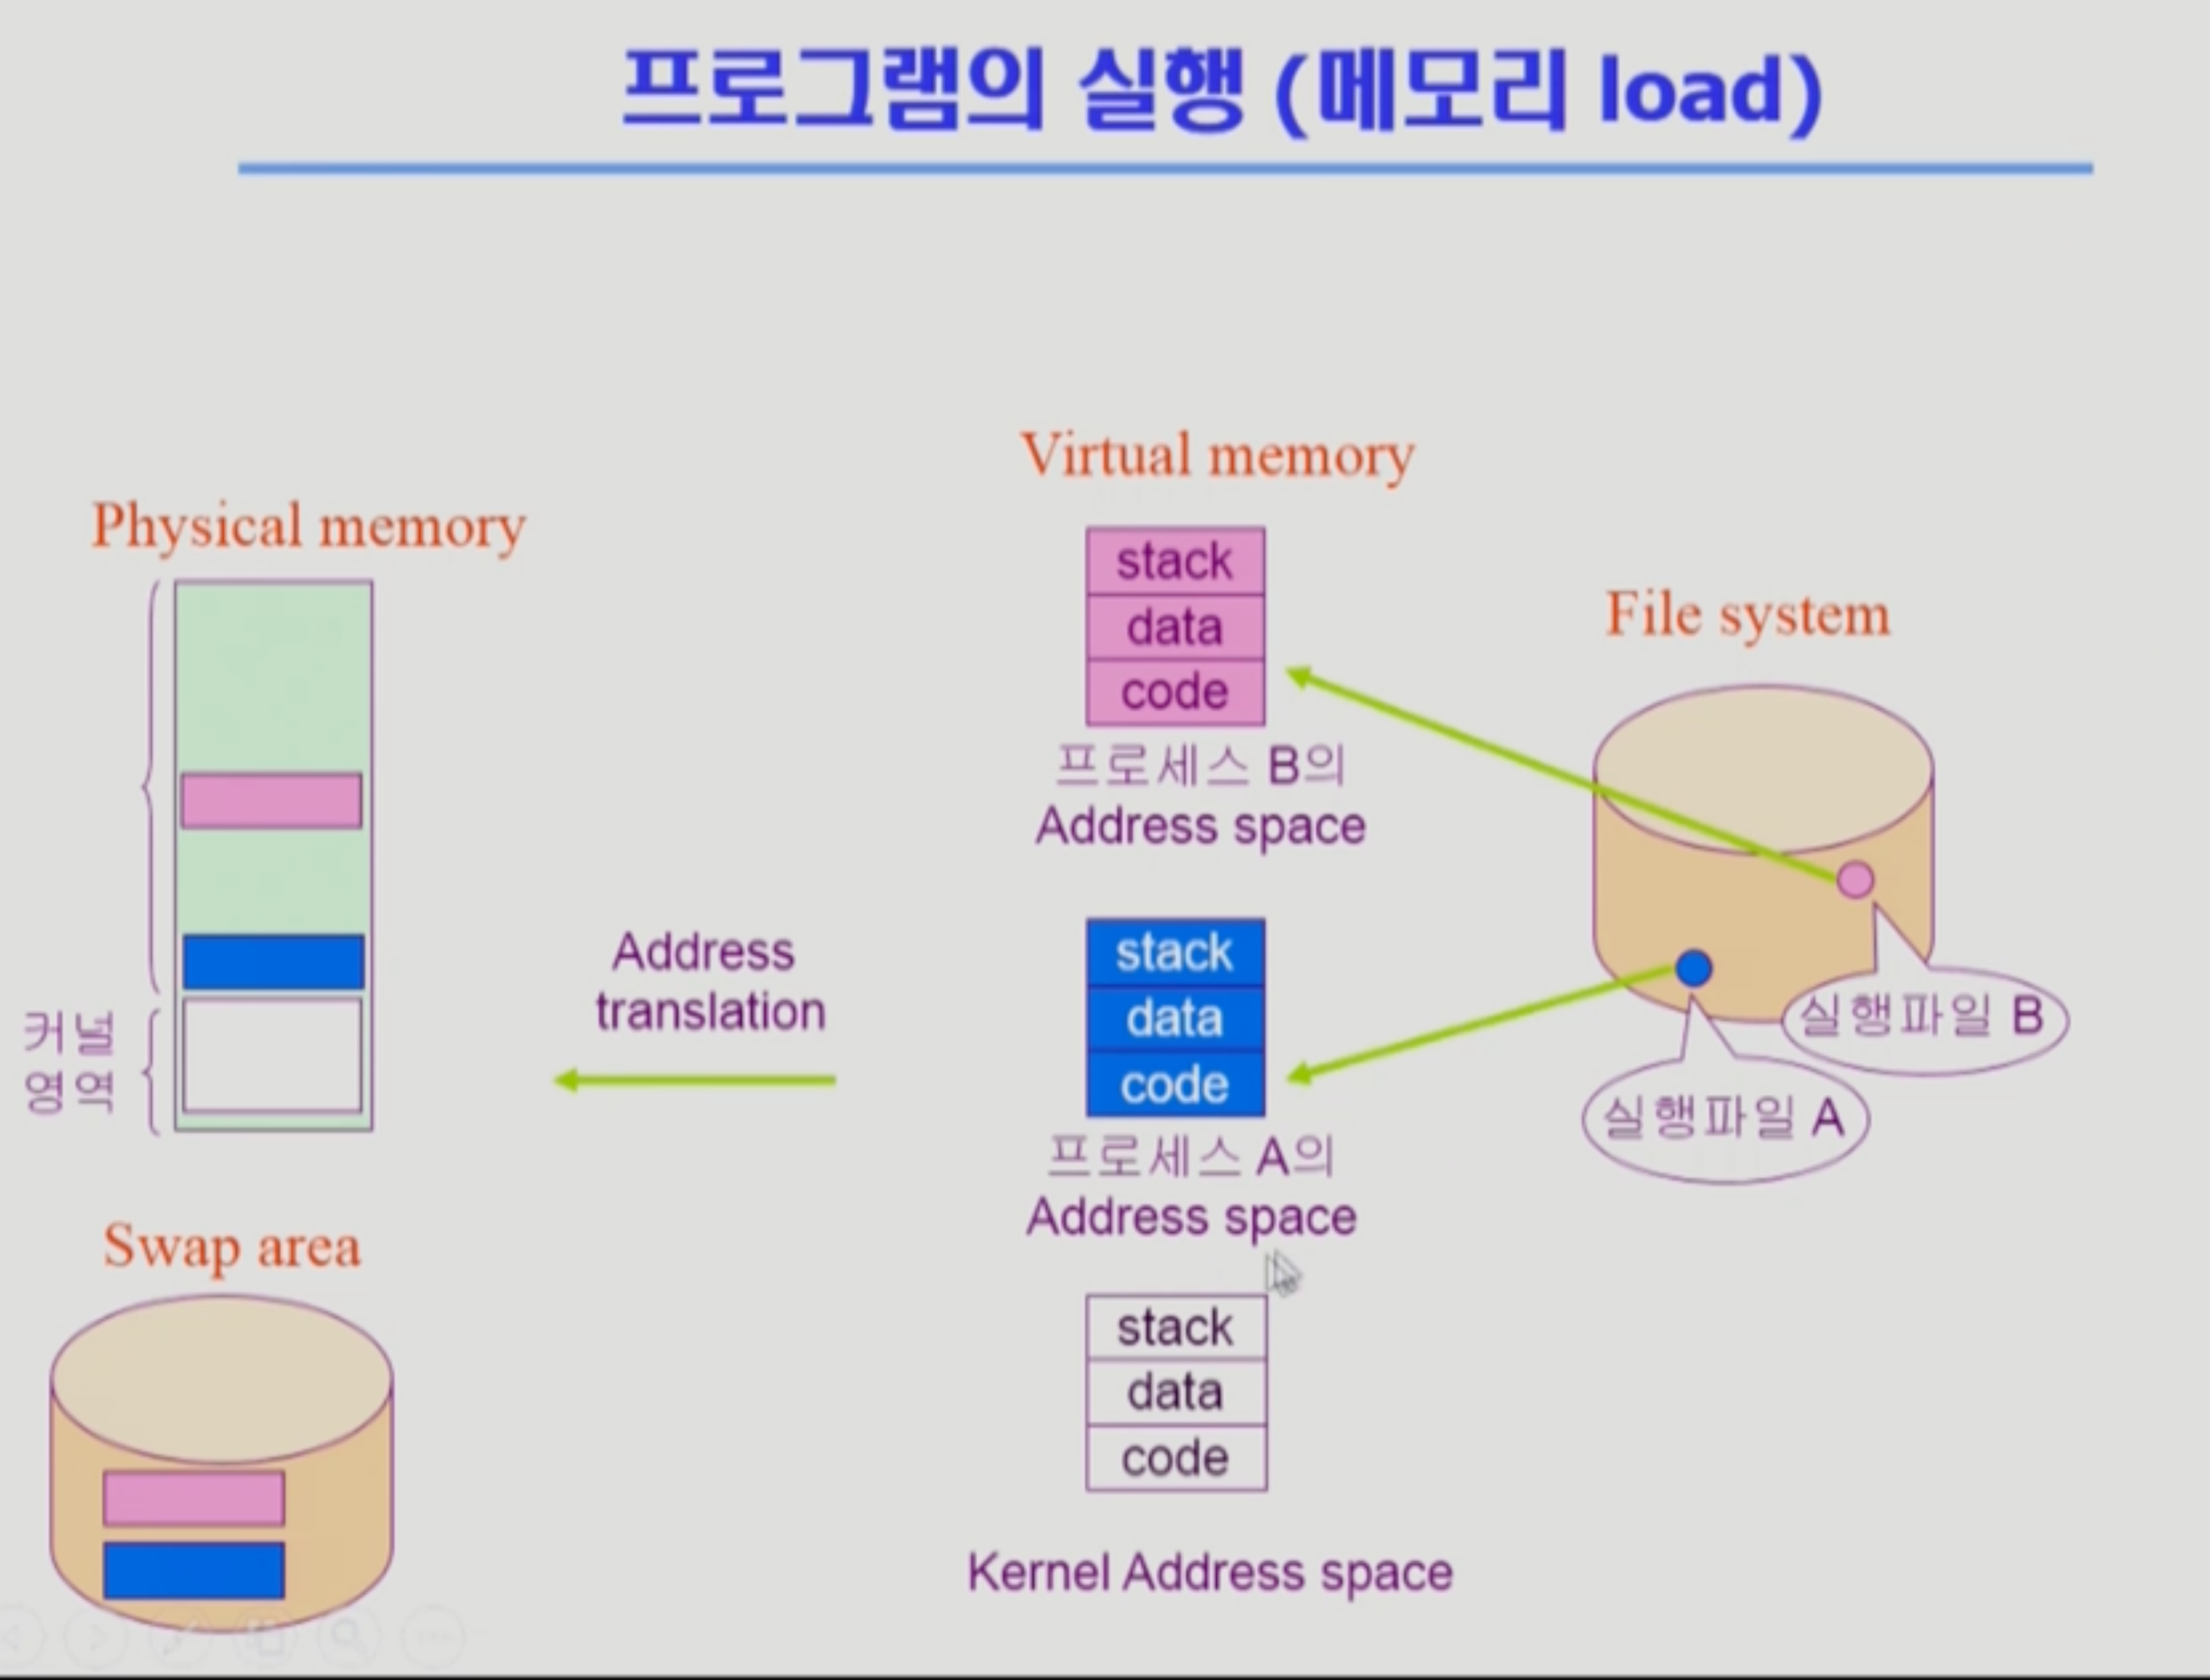 프로그램의 실행 (메모리 load)
Virtual memory
Physical memory
stack
data
code
File system
프로세스 B의
Address space
Address
translation
stack
data
code
실행파일 B
커널
영역
실행파일 A
프로세스 A의
Address space
Swap area
stack
data
code
Kernel Address space